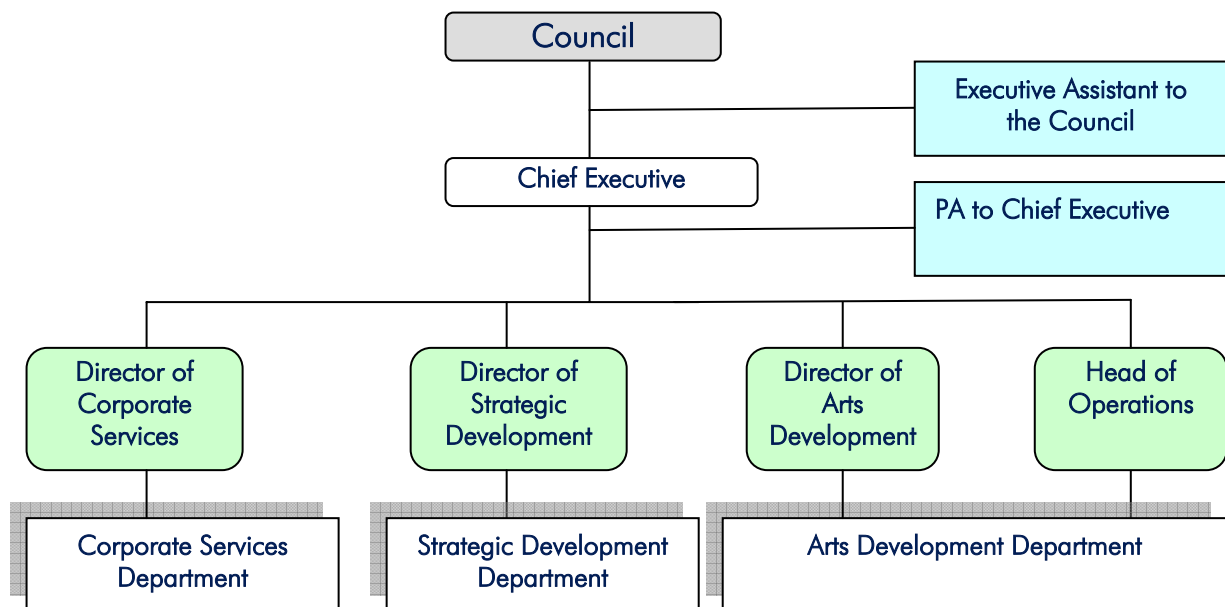 Council
Executive Assistant to
the Council
Chief Executive
PA to Chief Executive
Director of
Corporate
Services
Director of
Strategic
Development
Director of
Arts
Development
Head of
Operations
Corporate Services
Department
Strategic Development
Department
Arts Development Department